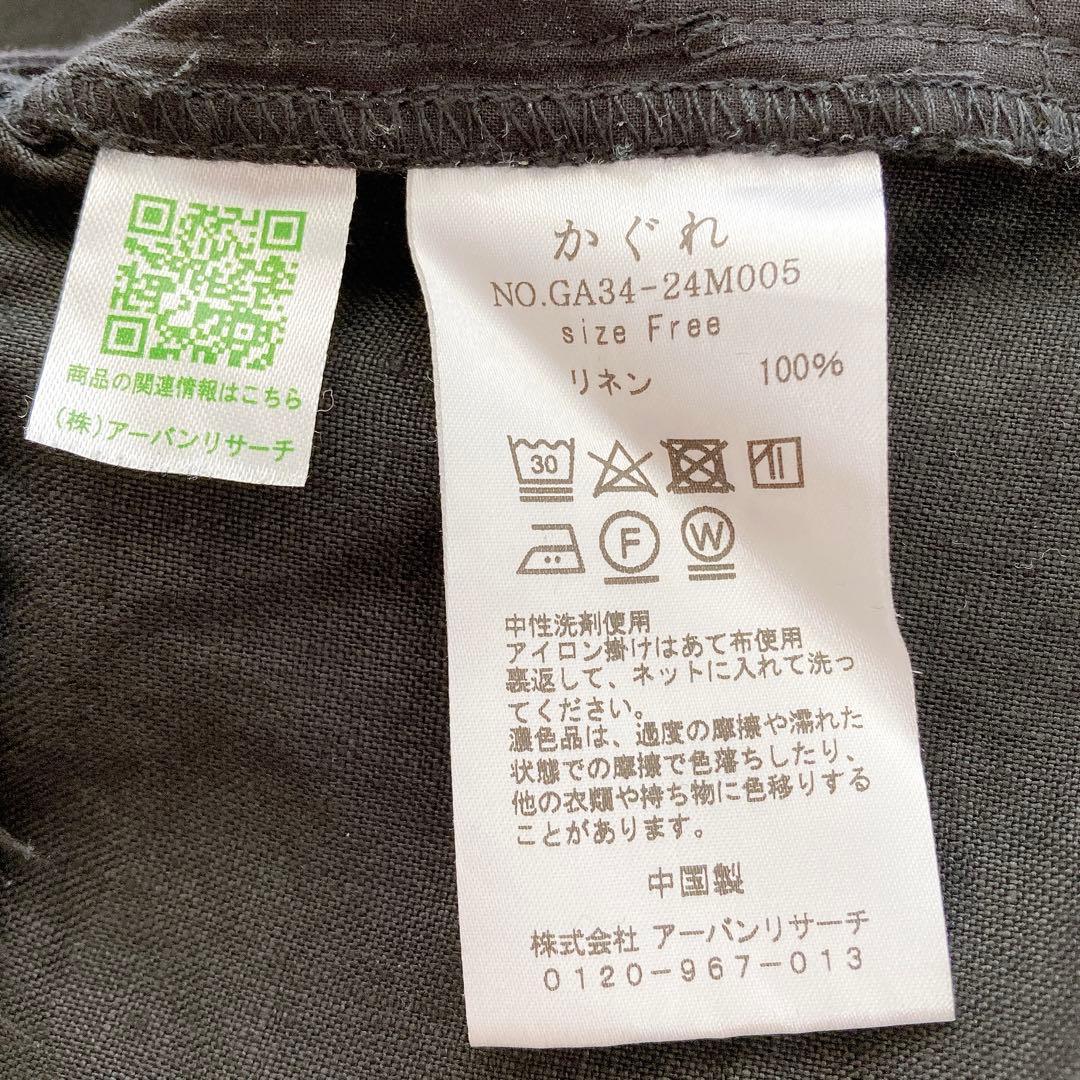 商品の関連情報はこちら
(株)アーバンリサーチ
かぐれ
NO.GA34-24M005
size Free
リネン 100%
30
F W
中性洗剤使用
アイロン掛けはあて布使用
裏返して、ネットに入れて洗っ
てください。
濃色品は、過度の摩擦や濡れた
状態での摩擦で色落ちしたり、
他の衣類や持ち物に色移りする
ことがあります。
中国製
株式会社 アーバンリサーチ
0120-967-013